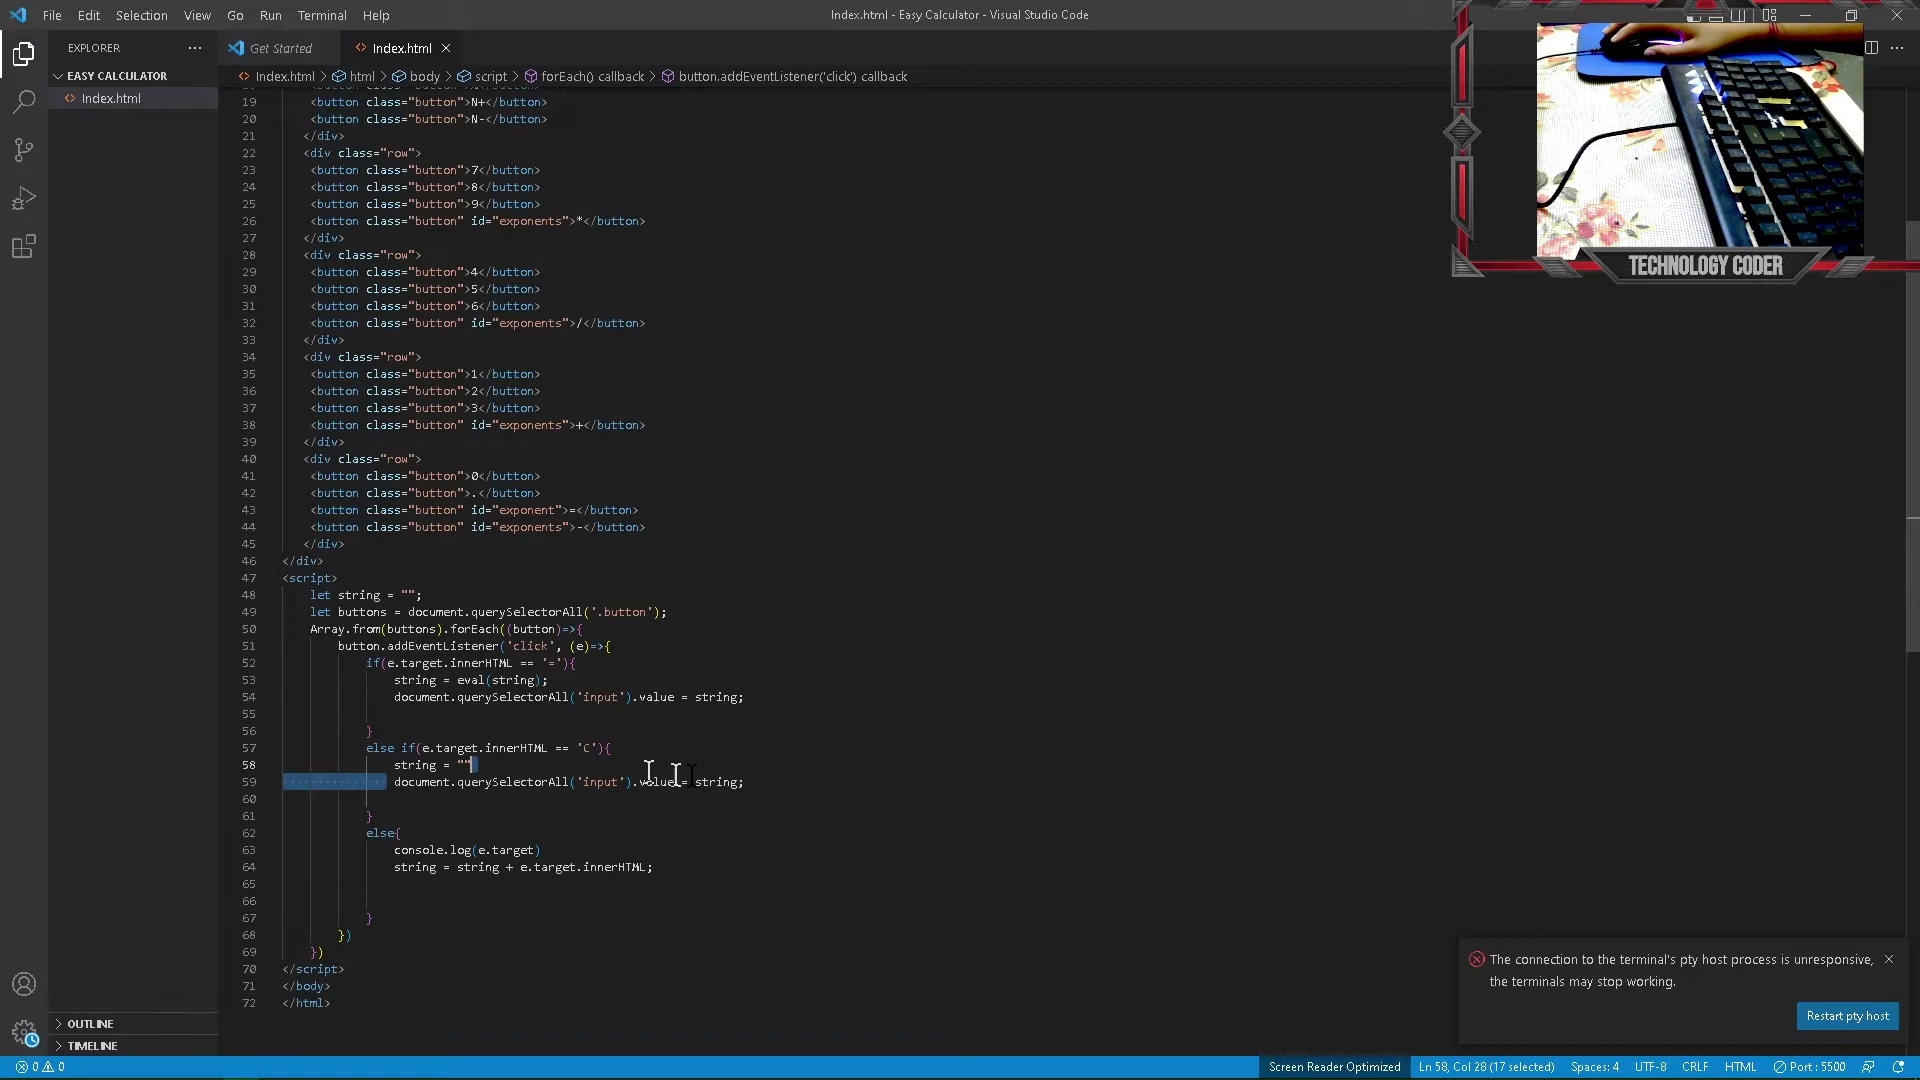 File Edit Selection View Go Run Terminal Help
Index.html - Easy Calculator - Visual Studio Code
EXPLORER
Get Started
Index.html
EASY CALCULATOR
Index.html > html > body > script > forEach() callback > button.addEventListener('click') callback
Index.html
19 <button class="button">N+</button>
20 <button class="button">N-</button>
21 </div>
22 <div class="row">
23 <button class="button">7</button>
24 <button class="button">8</button>
25 <button class="button">9</button>
26 <button class="button" id="exponents">*</button>
27 </div>
28 <div class="row">
29 <button class="button">4</button>
30 <button class="button">5</button>
31 <button class="button">6</button>
32 <button class="button" id="exponents">/</button>
33 </div>
34 <div class="row">
35 <button class="button">1</button>
36 <button class="button">2</button>
37 <button class="button">3</button>
38 <button class="button" id="exponents">+</button>
39 </div>
40 <div class="row">
41 <button class="button">0</button>
42 <button class="button">.</button>
43 <button class="button" id="exponent">=</button>
44 <button class="button" id="exponents">-</button>
45 </div>
46 </div>
47 <script>
48 let string = "";
49 let buttons = document.querySelectorAll('.button');
50 Array.from(buttons).forEach((button)=>{
51 button.addEventListener('click', (e)=>{
52 if(e.target.innerHTML == '='){
53 string = eval(string);
54 document.querySelectorAll('input').value = string;
55
56 }
57 else if(e.target.innerHTML == 'C'){
58 string = ""
59 document.querySelectorAll('input').value = string;
60
61 }
62 else{
63 console.log(e.target)
64 string = string + e.target.innerHTML;
65
66
67 }
68 })
69 })
70 </script>
71 </body>
72 </html>
TECHNOLOGY CODER
The connection to the terminal's pty host process is unresponsive,
the terminals may stop working.
Restart pty host
OUTLINE
TIMELINE
0 0
Screen Reader Optimized Ln 58, Col 28 (17 selected) Spaces: 4 UTF-8 CRLF HTML Port : 5500